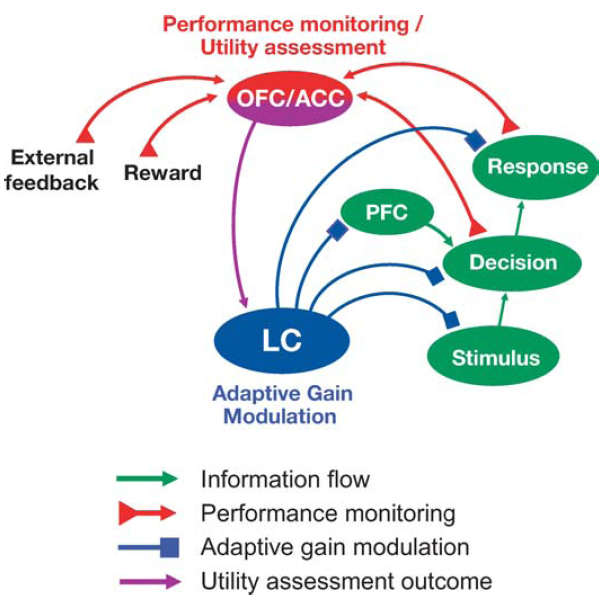 Performance monitoring /
Utility assessment
OFC/ACC
External
feedback
Reward
Response
PFC
Decision
LC
Stimulus
Adaptive Gain
Modulation
Information flow
Performance monitoring
Adaptive gain modulation
Utility assessment outcome